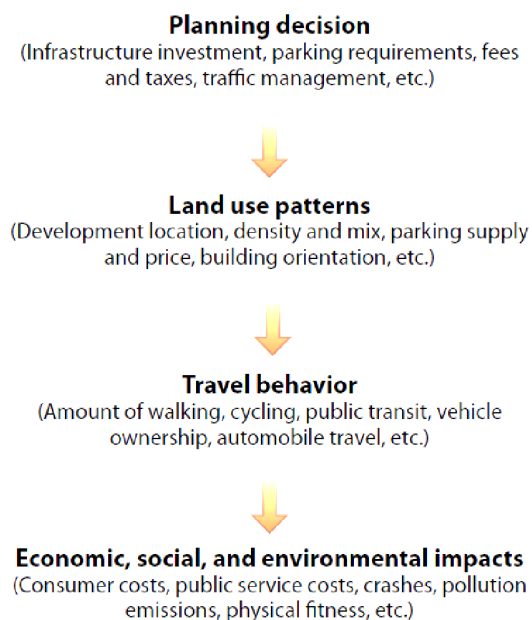 Planning decision
(Infrastructure investment, parking requirements, fees
and taxes, traffic management, etc.)
Land use patterns
(Development location, density and mix, parking supply
and price, building orientation, etc.)
Travel behavior
(Amount of walking, cycling, public transit, vehicle
ownership, automobile travel, etc.)
Economic, social, and environmental impacts
(Consumer costs, public service costs, crashes, pollution
emissions, physical fitness, etc.)